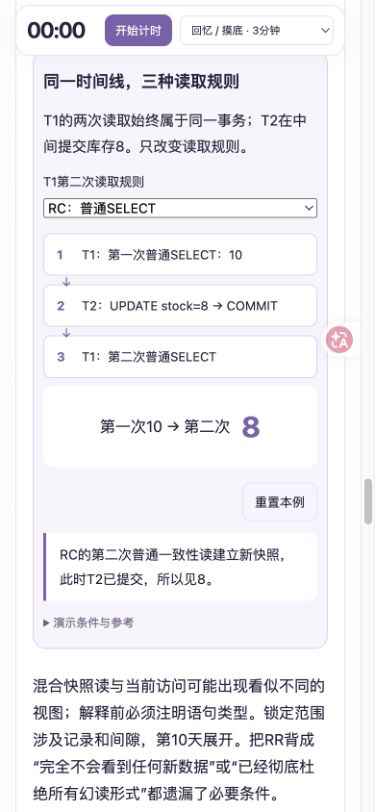 00:00
开始计时
回忆 / 摸底 · 3分钟
同一时间线，三种读取规则
T1的两次读取始终属于同一事务；T2在中
间提交库存8。只改变读取规则。
T1第二次读取规则
RC：普通SELECT
1 T1：第一次普通SELECT：10
↓
2 T2：UPDATE stock=8 → COMMIT
↓
3 T1：第二次普通SELECT
第一次10 → 第二次 8
重置本例
RC的第二次普通一致性读建立新快照，
此时T2已提交，所以见8。
▸ 演示条件与参考
混合快照读与当前访问可能出现看似不同的
视图；解释前必须注明语句类型。锁定范围
涉及记录和间隙，第10天展开。把RR背成
“完全不会看到任何新数据”或“已经彻底杜
绝所有幻读形式”都遗漏了必要条件。